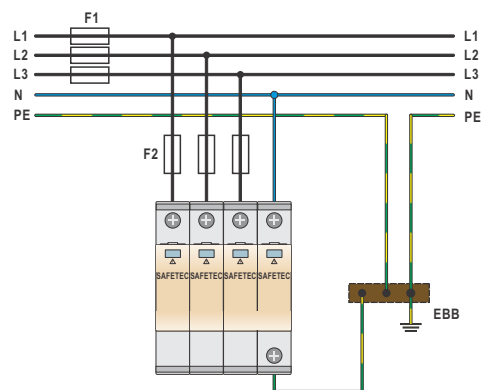 F1
L1 L1
L2 L2
L3 L3
N N
PE PE
F2
SAFETEC SAFETEC SAFETEC SAFETEC
EBB